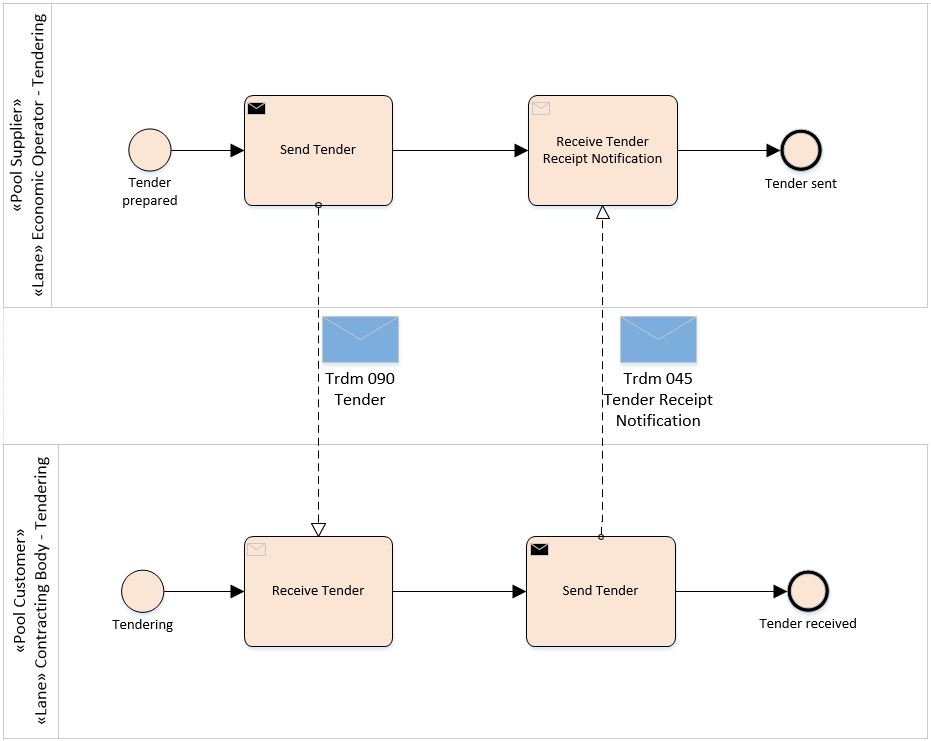 «Pool Supplier»
«Lane» Economic Operator - Tendering
Send Tender
Receive Tender
Receipt Notification
Tender
prepared
Tender sent
Trdm 090
Tender
Trdm 045
Tender Receipt
Notification
«Pool Customer»
«Lane» Contracting Body - Tendering
Receive Tender
Send Tender
Tendering
Tender received